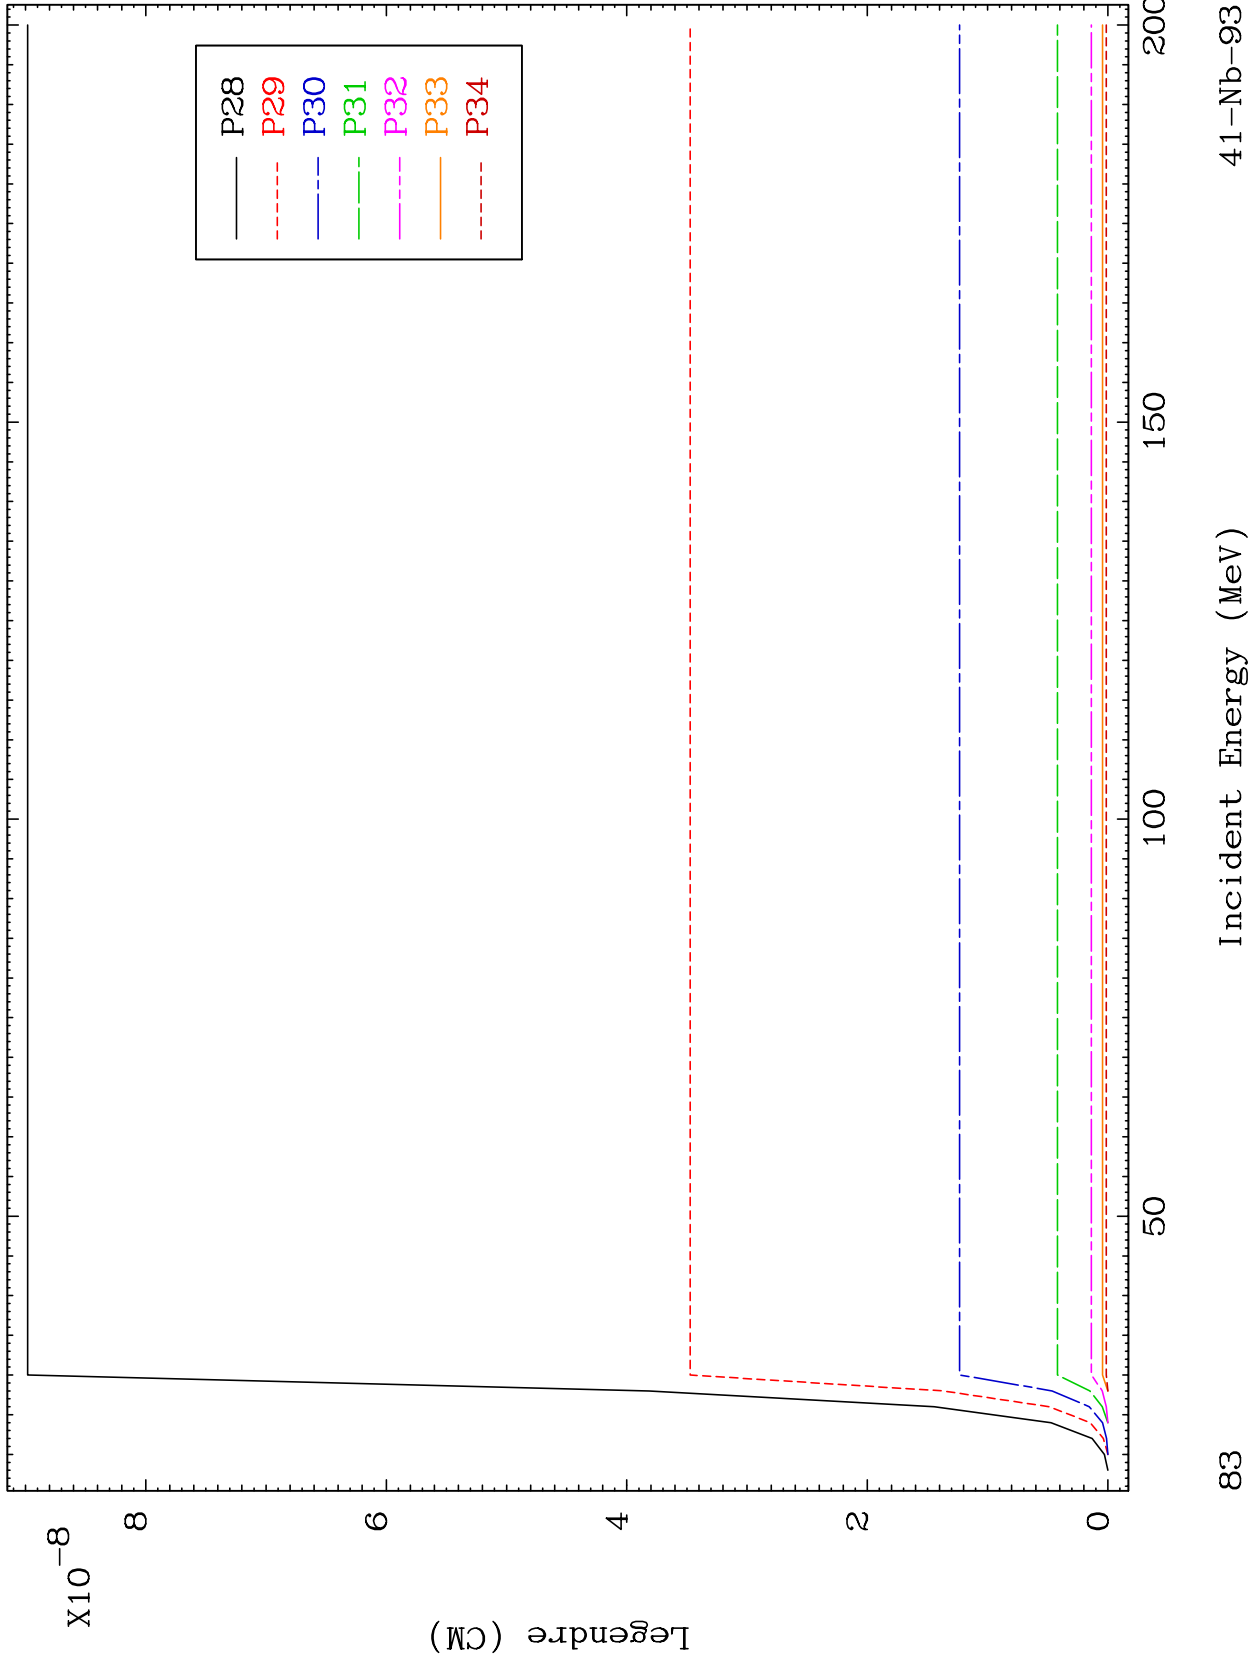 X10-8
8
6
4
2
0
Legendre (CM)
P28
P29
P30
P31
P32
P33
P34
50
100
150
200
Incident Energy (MeV)
83
41-Nb-93